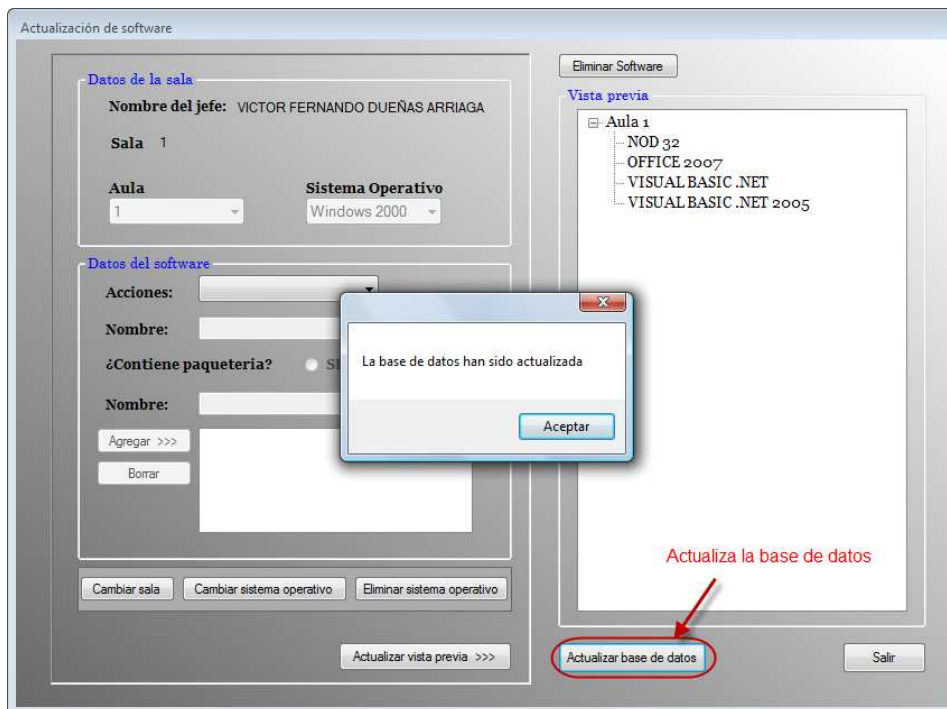 Actualización de software
Datos de la sala
Nombre del jefe: VICTOR FERNANDO DUEÑAS ARRIAGA
Sala 1
Aula Sistema Operativo
1 Windows 2000
Datos del software
Acciones:
Nombre:
¿Contiene paqueteria? SI
Nombre:
Agregar >>>
Borrar
Cambiar sala Cambiar sistema operativo Eliminar sistema operativo
Actualizar vista previa >>>
La base de datos han sido actualizada
Aceptar
Eliminar Software
Vista previa
Aula 1
NOD 32
OFFICE 2007
VISUAL BASIC .NET
VISUAL BASIC .NET 2005
Actualiza la base de datos
Actualizar base de datos Salir